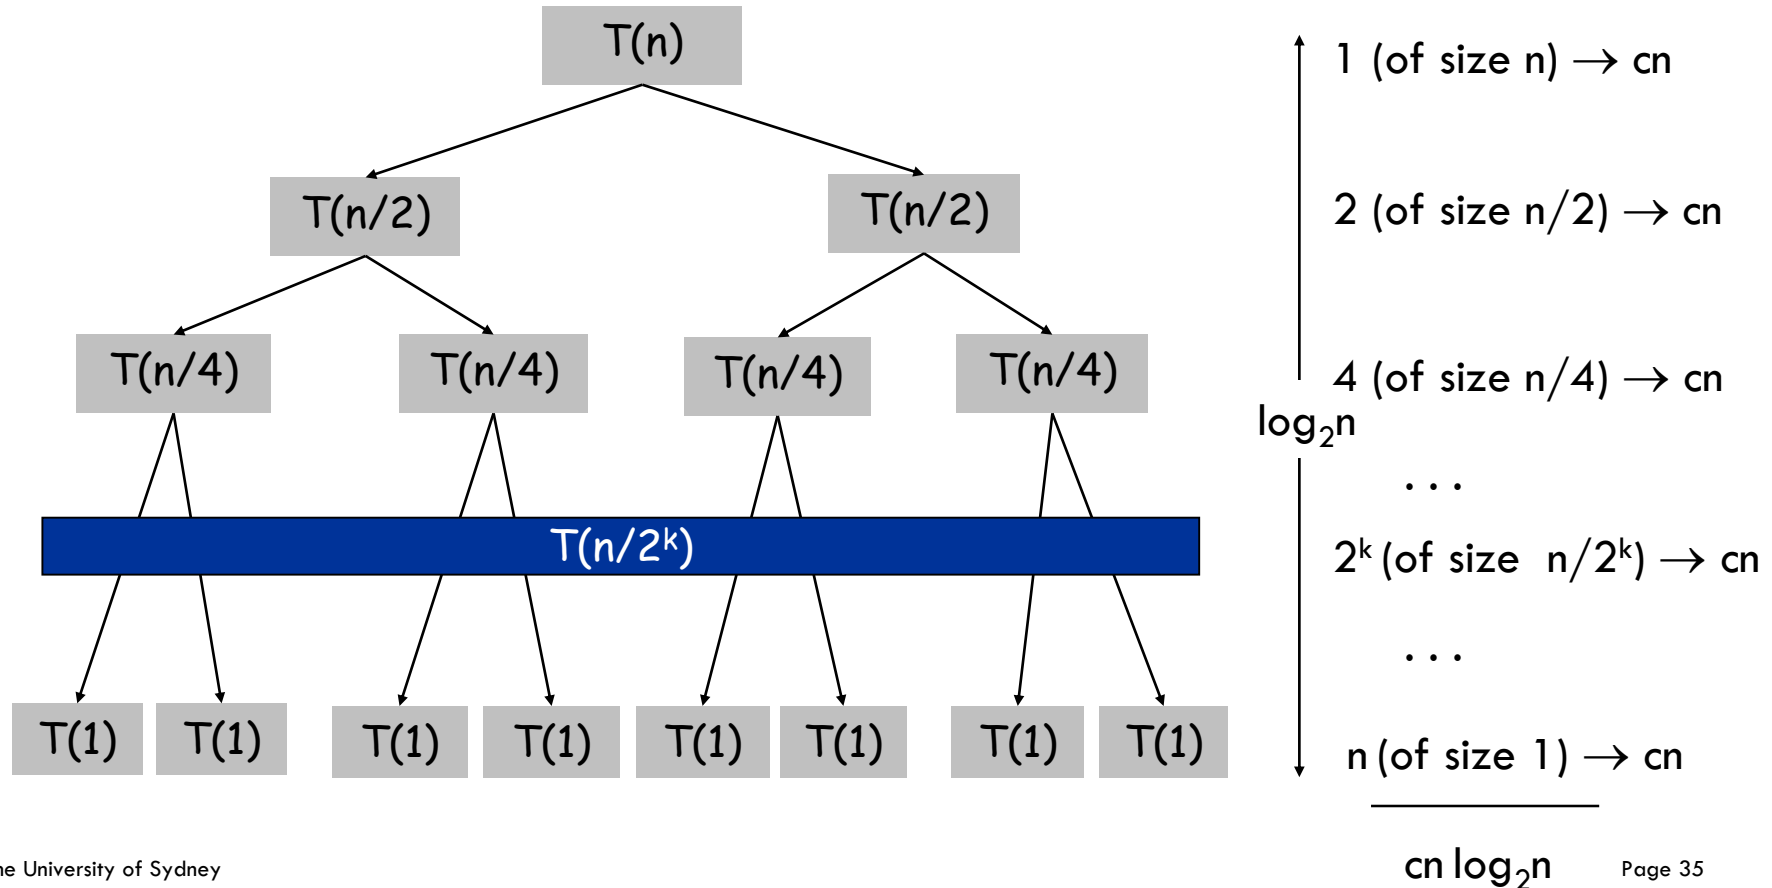 T(n)
1 (of size n) → cn
T(n/2) T(n/2)
2 (of size n/2) → cn
T(n/4) T(n/4) T(n/4) T(n/4)
4 (of size n/4) → cn
log₂n
...
T(n/2ᵏ)
2ᵏ (of size n/2ᵏ) → cn
...
T(1) T(1) T(1) T(1) T(1) T(1) T(1) T(1)
n (of size 1) → cn
cn log₂n
ne University of Sydney
Page 35